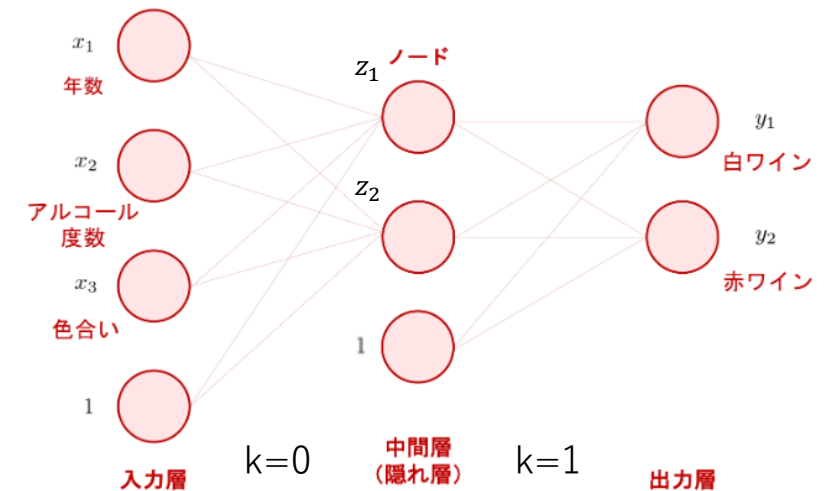 x₁
年数
x₂
アルコール
度数
x₃
色合い
1
入力層
k=0
ノード
z₁
z₂
1
中間層
（隠れ層）
k=1
y₁
白ワイン
y₂
赤ワイン
出力層